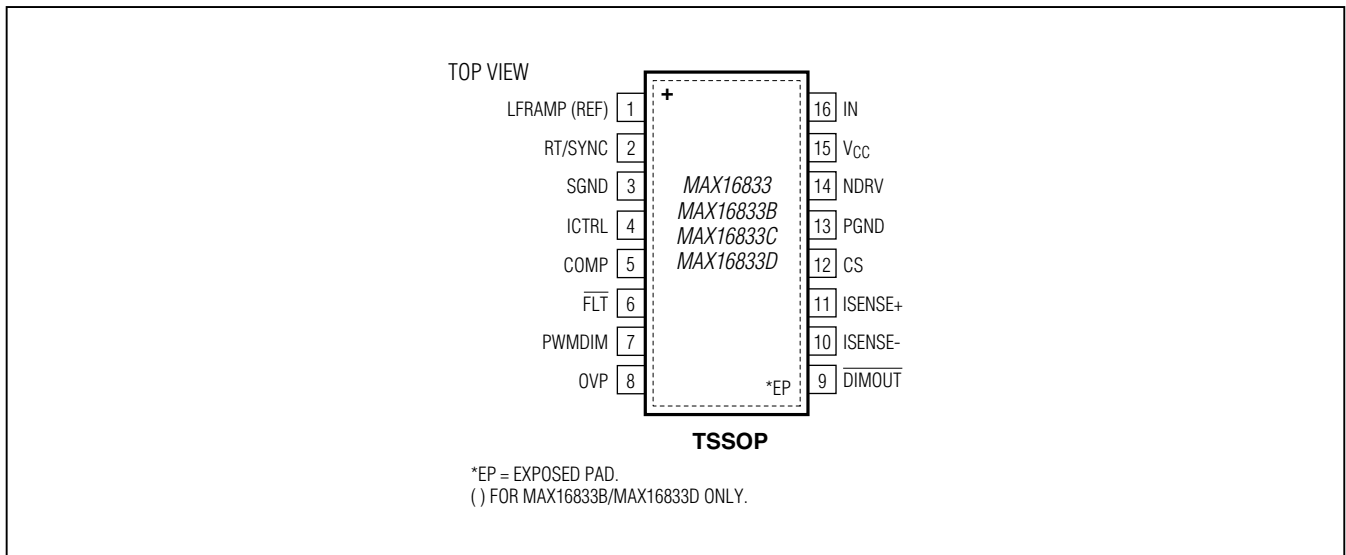 TOP VIEW
LFRAMP (REF) 1
RT/SYNC 2
SGND 3
ICTRL 4
COMP 5
FLT 6
PWMDIM 7
OVP 8
+
MAX16833
MAX16833B
MAX16833C
MAX16833D
*EP
16 IN
15 VCC
14 NDRV
13 PGND
12 CS
11 ISENSE+
10 ISENSE-
9 DIMOUT
TSSOP
*EP = EXPOSED PAD.
( ) FOR MAX16833B/MAX16833D ONLY.